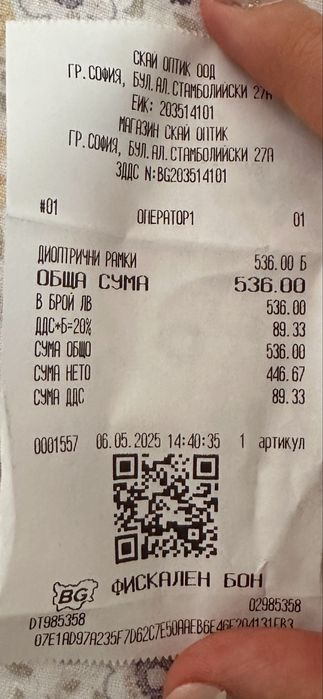 СКАЙ ОПТИК ООД
ГР.СОФИЯ, БУЛ.АЛ.СТАМБОЛИЙСКИ 27А
ЕИК: 203514101
МАГАЗИН СКАЙ ОПТИК
ГР.СОФИЯ, БУЛ.АЛ.СТАМБОЛИЙСКИ 27А
ЗДДС N:BG203514101
#01 ОПЕРАТОР1 01
ДИОПТРИЧНИ РАМКИ 536.00 Б
ОБЩА СУМА 536.00
В БРОЙ ЛВ 536.00
ДДС*Б=20% 89.33
СУМА ОБЩО 536.00
СУМА НЕТО 446.67
СУМА ДДС 89.33
0001557 06.05.2025 14:40:35 1 артикул
BG ФИСКАЛЕН БОН
DT985358 02985358